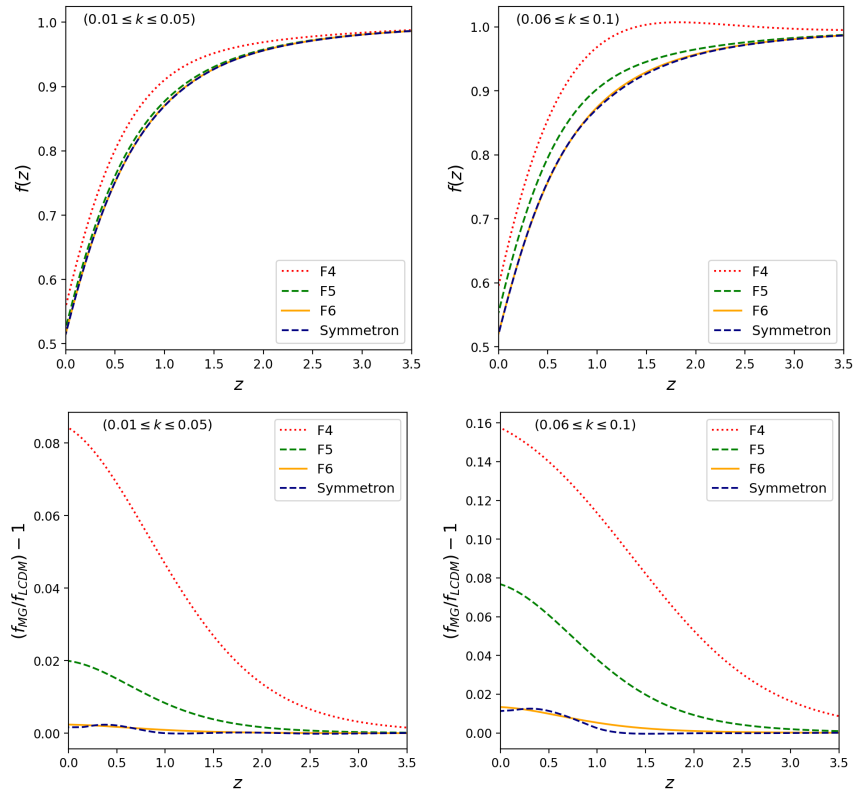 (0.01 ≤ k ≤ 0.05)
f(z)
1.0
0.9
0.8
0.7
0.6
0.5
0.0 0.5 1.0 1.5 2.0 2.5 3.0 3.5
z
F4
F5
F6
Symmetron
(0.06 ≤ k ≤ 0.1)
f(z)
1.0
0.9
0.8
0.7
0.6
0.5
0.0 0.5 1.0 1.5 2.0 2.5 3.0 3.5
z
F4
F5
F6
Symmetron
(0.01 ≤ k ≤ 0.05)
(f_MG/f_LCDM) − 1
0.08
0.06
0.04
0.02
0.00
0.0 0.5 1.0 1.5 2.0 2.5 3.0 3.5
z
F4
F5
F6
Symmetron
(0.06 ≤ k ≤ 0.1)
(f_MG/f_LCDM) − 1
0.16
0.14
0.12
0.10
0.08
0.06
0.04
0.02
0.00
0.0 0.5 1.0 1.5 2.0 2.5 3.0 3.5
z
F4
F5
F6
Symmetron